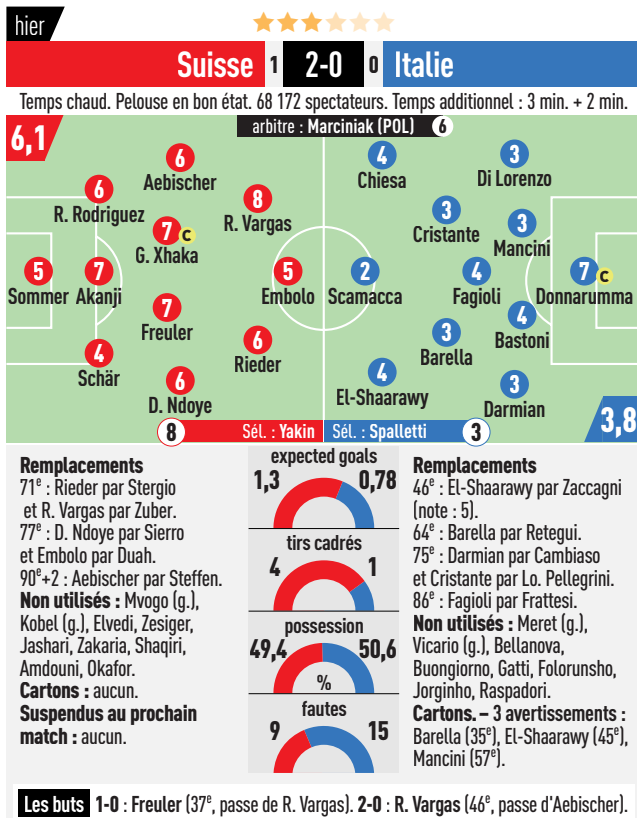 hier
Suisse 1 2-0 0 Italie
Temps chaud. Pelouse en bon état. 68 172 spectateurs. Temps additionnel : 3 min. + 2 min.
arbitre : Marciniak (POL) 6
6,1
6
Aebischer
6
R. Rodriguez
8
R. Vargas
7 C
G. Xhaka
5
Sommer
7
Akanji
5
Embolo
7
Freuler
4
Schär
6
Rieder
6
D. Ndoye
4
Chiesa
3
Di Lorenzo
3
Cristante
3
Mancini
2
Scamacca
4
Fagioli
7 C
Donnarumma
4
Bastoni
3
Barella
4
El-Shaarawy
3
Darmian
3,8
8 Sél. : Yakin
Sél. : Spalletti 3
Remplacements
71e : Rieder par Stergio
et R. Vargas par Zuber.
77e : D. Ndoye par Sierro
et Embolo par Duah.
90e+2 : Aebischer par Steffen.
Non utilisés : Mvogo (g.),
Kobel (g.), Elvedi, Zesiger,
Jashari, Zakaria, Shaqiri,
Amdouni, Okafor.
Cartons : aucun.
Suspendus au prochain
match : aucun.
expected goals
1,3 0,78
tirs cadrés
4 1
possession
49,4 50,6
%
fautes
9 15
Remplacements
46e : El-Shaarawy par Zaccagni
(note : 5).
64e : Barella par Retegui.
75e : Darmian par Cambiaso
et Cristante par Lo. Pellegrini.
86e : Fagioli par Frattesi.
Non utilisés : Meret (g.),
Vicario (g.), Bellanova,
Buongiorno, Gatti, Folorunsho,
Jorginho, Raspadori.
Cartons. – 3 avertissements :
Barella (35e), El-Shaarawy (45e),
Mancini (57e).
Les buts 1-0 : Freuler (37e, passe de R. Vargas). 2-0 : R. Vargas (46e, passe d'Aebischer).